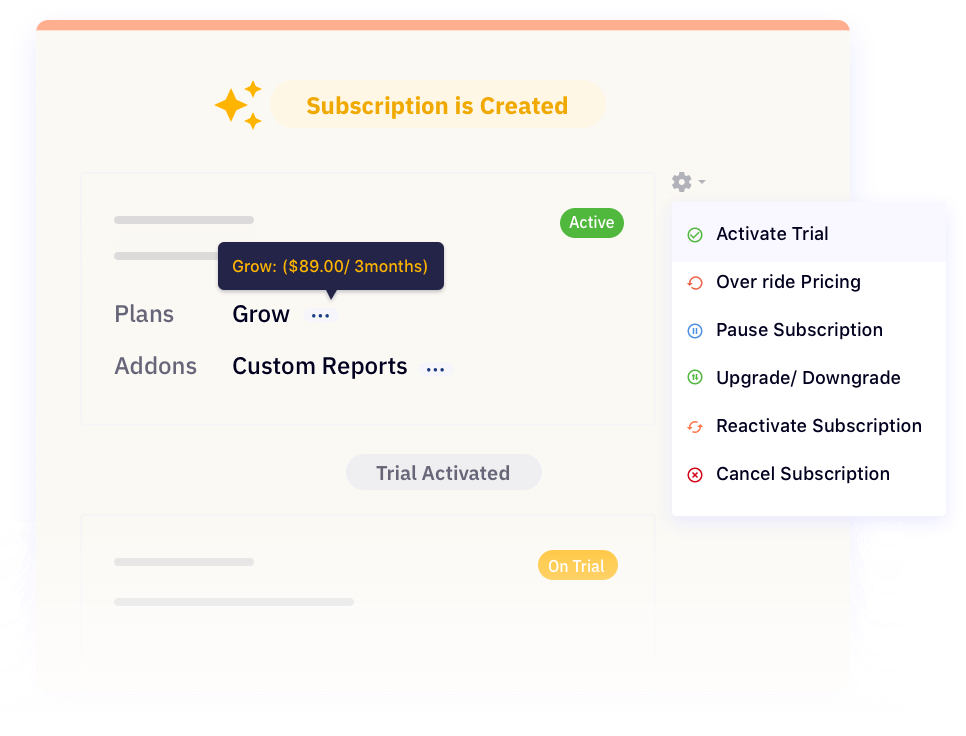 Subscription is Created
Active
Grow: ($89.00/ 3months)
Plans Grow ...
Addons Custom Reports ...
Trial Activated
On Trial
Activate Trial
Over ride Pricing
Pause Subscription
Upgrade/ Downgrade
Reactivate Subscription
Cancel Subscription